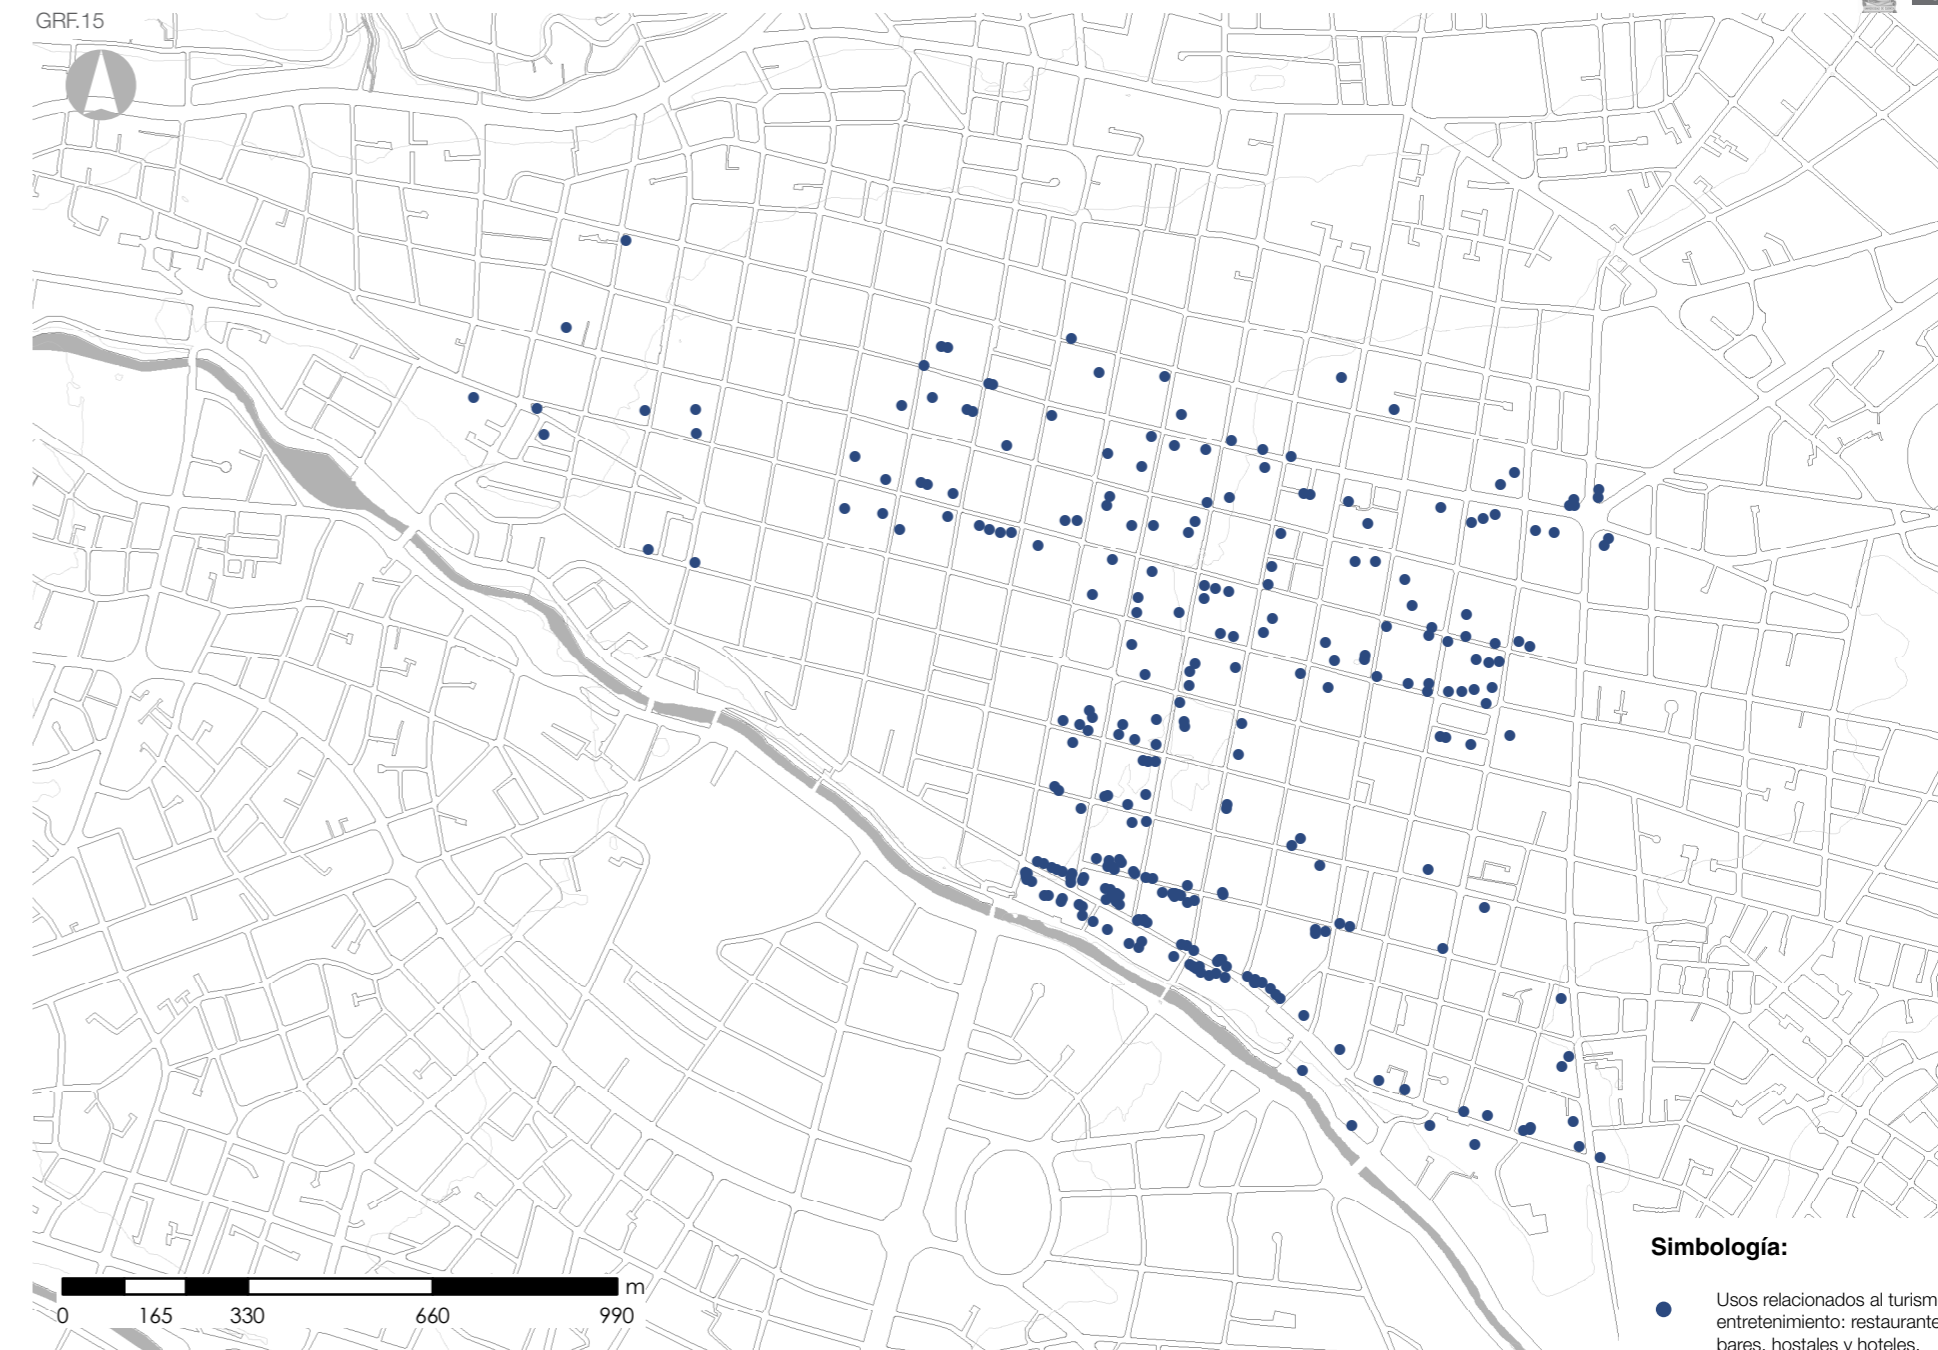 GRF.15
m
0 165 330 660 990
Simbología:
Usos relacionados al turism
entretenimiento: restaurante
bares, hostales y hoteles.